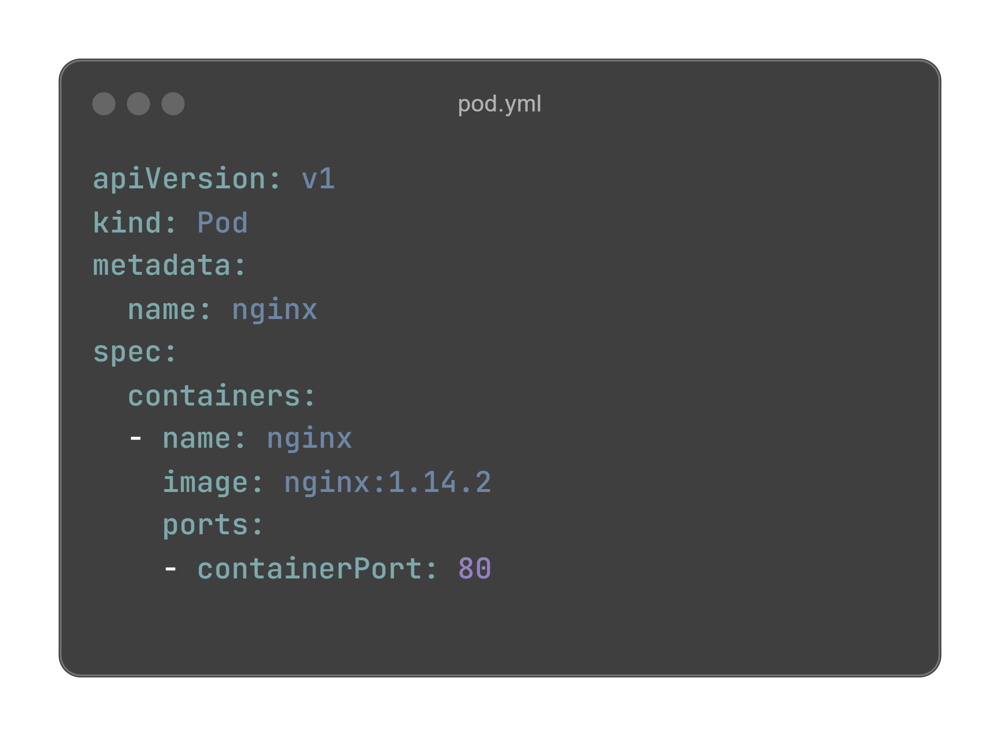 pod.yml
apiVersion: v1
kind: Pod
metadata:
  name: nginx
spec:
  containers:
  - name: nginx
    image: nginx:1.14.2
    ports:
    - containerPort: 80